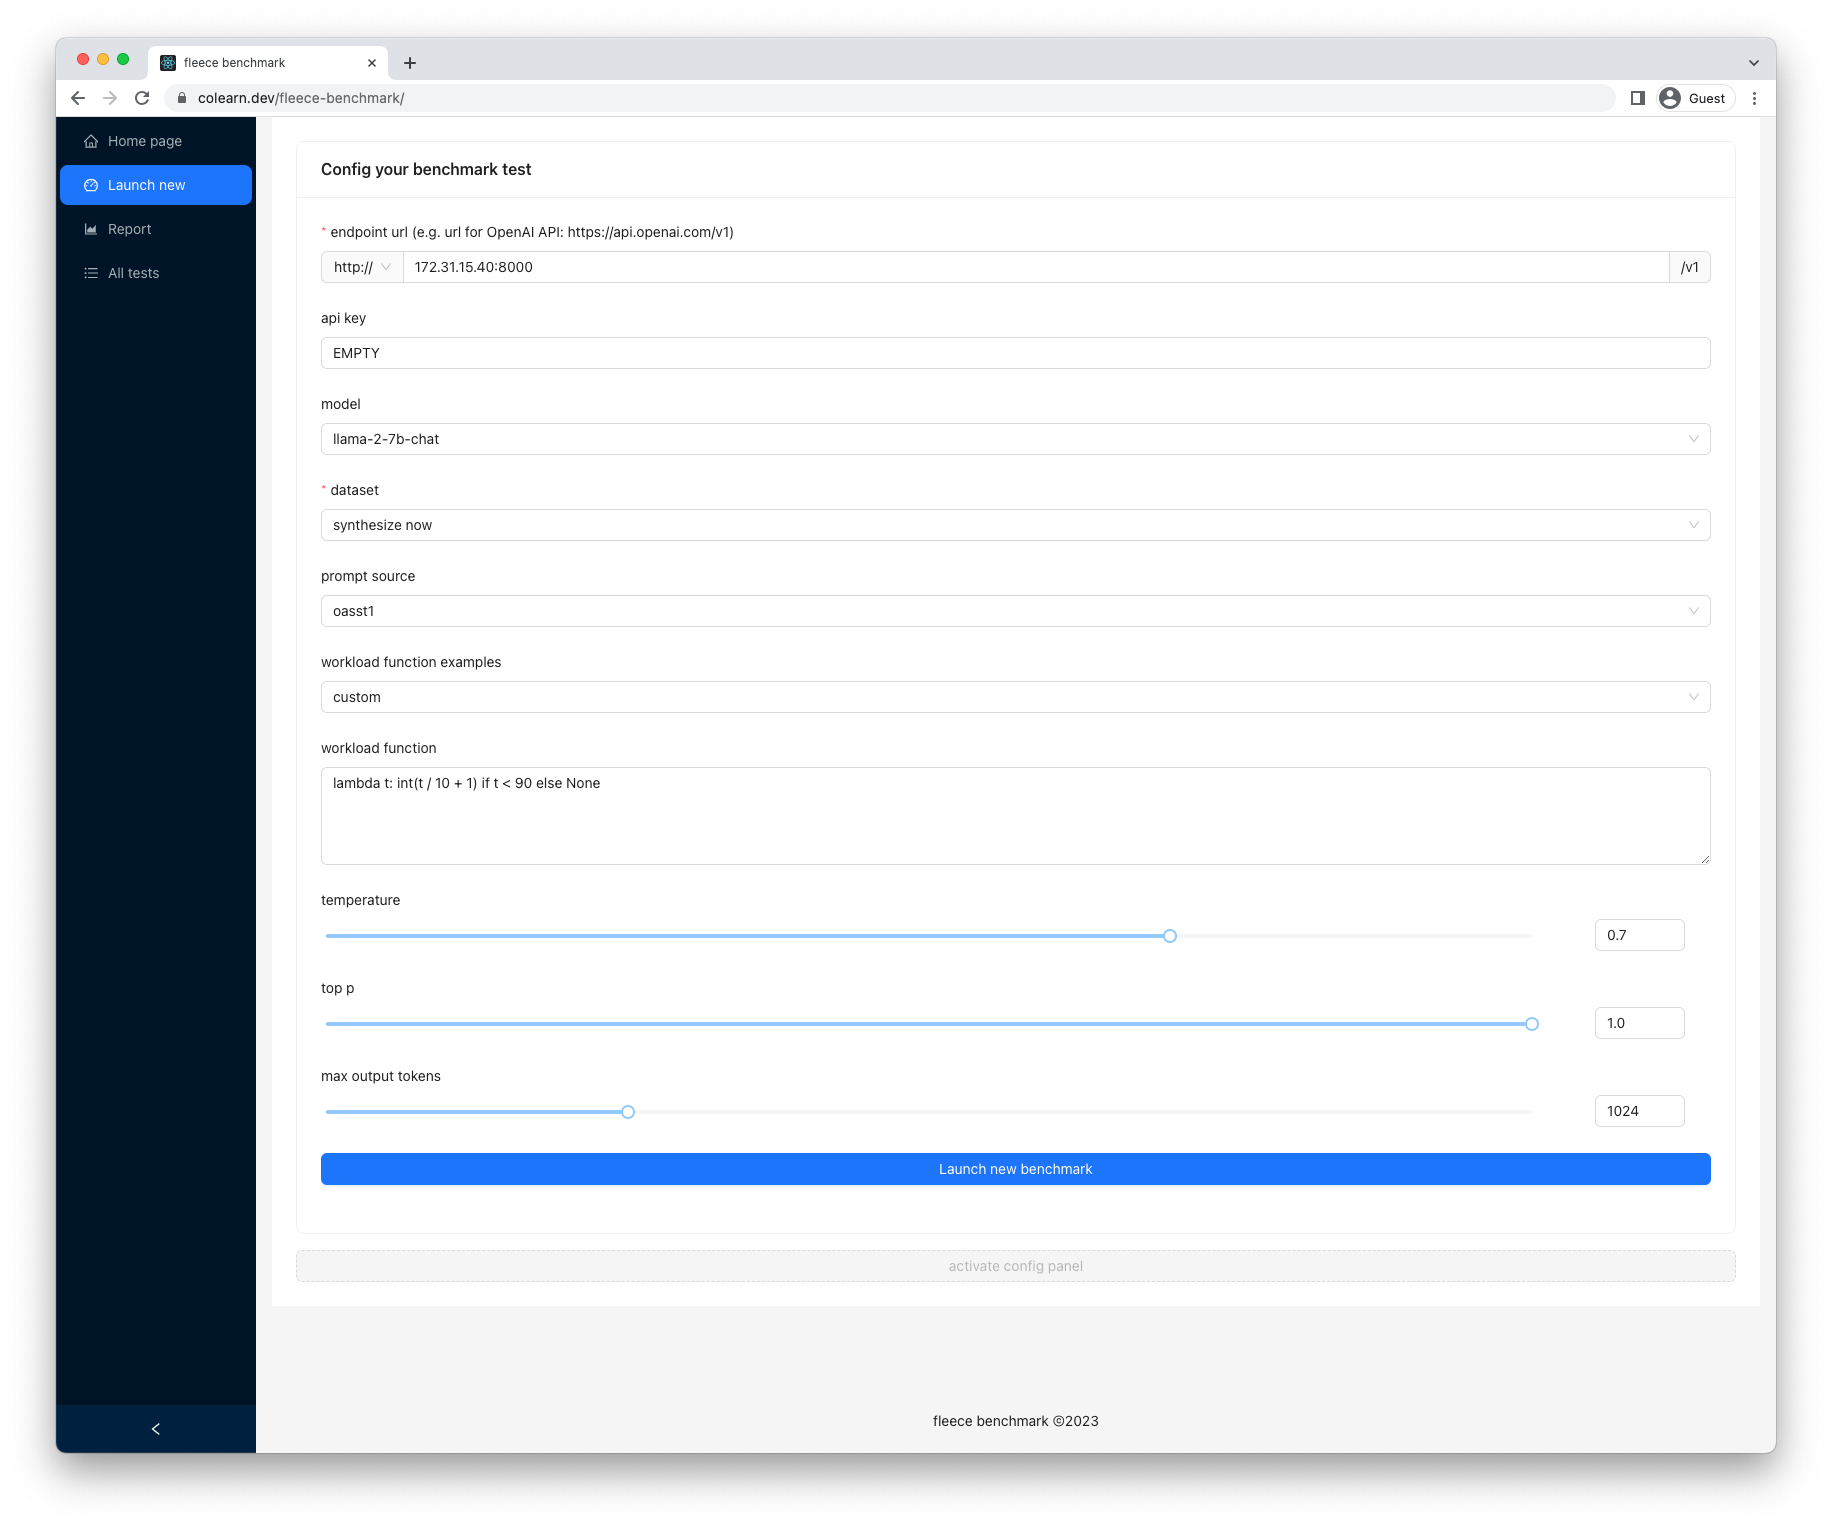 fleece benchmark
colearn.dev/fleece-benchmark/
Guest
Home page
Launch new
Report
All tests
Config your benchmark test
* endpoint url (e.g. url for OpenAI API: https://api.openai.com/v1)
http:// 172.31.15.40:8000 /v1
api key
EMPTY
model
llama-2-7b-chat
* dataset
synthesize now
prompt source
oasst1
workload function examples
custom
workload function
lambda t: int(t / 10 + 1) if t < 90 else None
temperature
0.7
top p
1.0
max output tokens
1024
Launch new benchmark
activate config panel
fleece benchmark ©2023